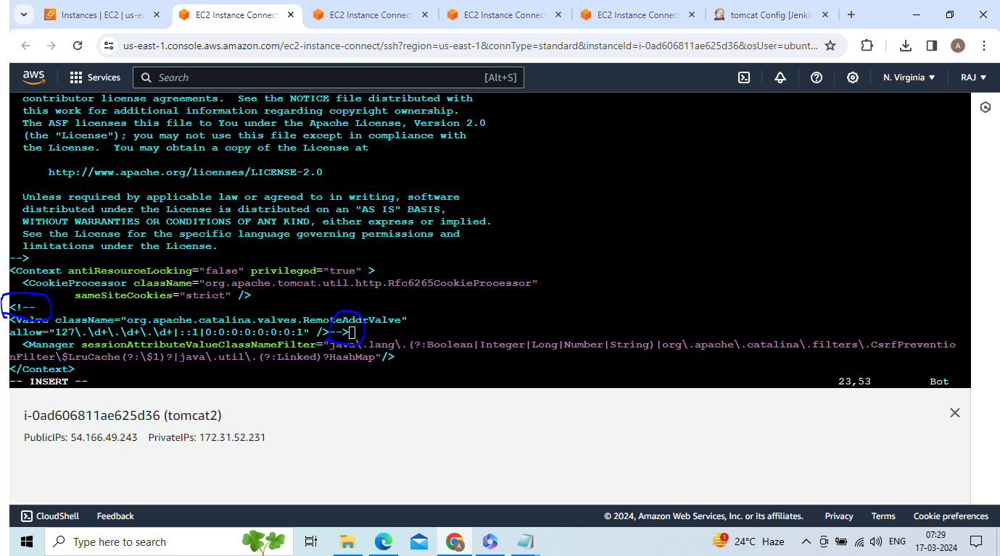 Instances | EC2 | us-ea
EC2 Instance Connect
EC2 Instance Connect
EC2 Instance Connect
EC2 Instance Connect
tomcat Config [Jenkin
us-east-1.console.aws.amazon.com/ec2-instance-connect/ssh?region=us-east-1&connType=standard&instanceId=i-0ad606811ae625d36&osUser=ubunt...
A
aws
Services
Search
[Alt+S]
N. Virginia
RAJ
contributor license agreements.  See the NOTICE file distributed with
this work for additional information regarding copyright ownership.
The ASF licenses this file to You under the Apache License, Version 2.0
(the "License"); you may not use this file except in compliance with
the License.  You may obtain a copy of the License at
http://www.apache.org/licenses/LICENSE-2.0
Unless required by applicable law or agreed to in writing, software
distributed under the License is distributed on an "AS IS" BASIS,
WITHOUT WARRANTIES OR CONDITIONS OF ANY KIND, either express or implied.
See the License for the specific language governing permissions and
limitations under the License.
-->
<Context antiResourceLocking="false" privileged="true" >
<CookieProcessor className="org.apache.tomcat.util.http.Rfc6265CookieProcessor"
sameSiteCookies="strict" />
<!--
<Valve className="org.apache.catalina.valves.RemoteAddrValve"
allow="127\.\d+\.\d+\.\d+|::1|0:0:0:0:0:0:0:1" />-->
<Manager sessionAttributeValueClassNameFilter="java\.lang\.(?:Boolean|Integer|Long|Number|String)|org\.apache\.catalina\.filters\.CsrfPreventio
nFilter\$LruCache(?:\$1)?|java\.util\.(?:Linked)?HashMap"/>
</Context>
-- INSERT --
23,53
Bot
i-0ad606811ae625d36 (tomcat2)
PublicIPs: 54.166.49.243 PrivateIPs: 172.31.52.231
CloudShell
Feedback
© 2024, Amazon Web Services, Inc. or its affiliates.
Privacy
Terms
Cookie preferences
Type here to search
A
1
24°C Haze
ENG
07:29
17-03-2024